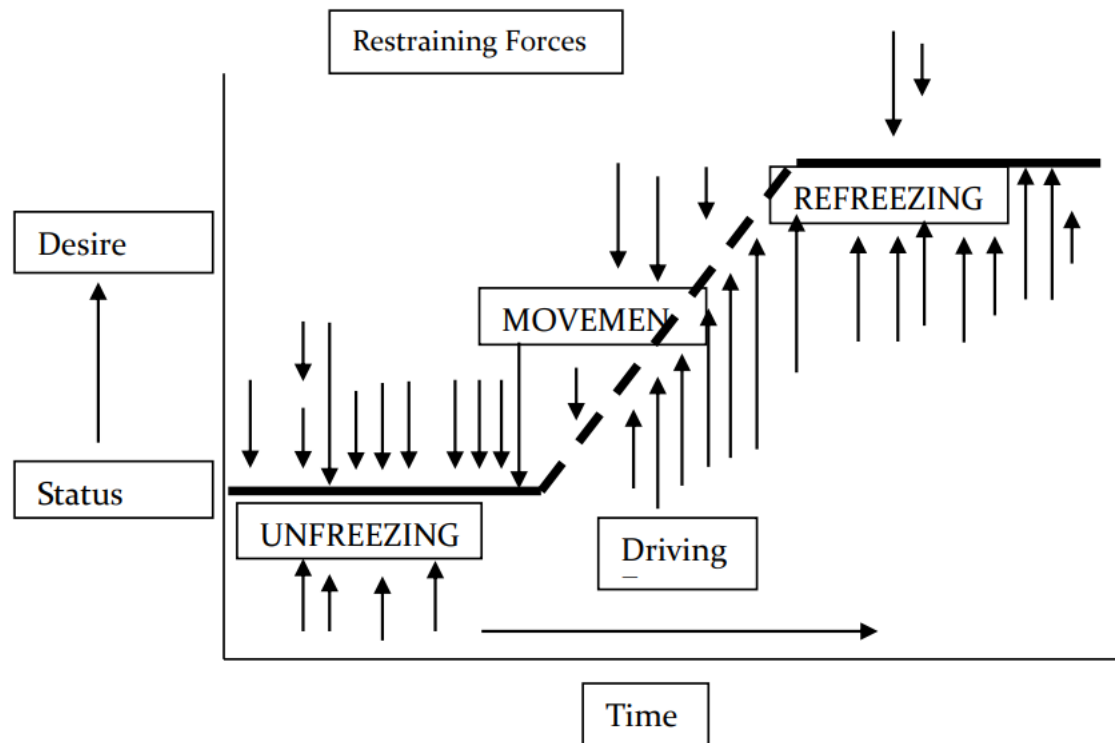 Restraining Forces
Desire
REFREEZING
MOVEMEN
Status
UNFREEZING
Driving
Time